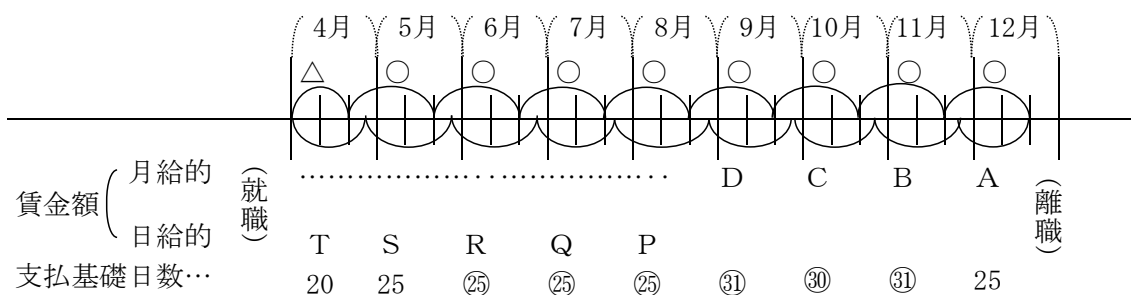 4月 5月 6月 7月 8月 9月 10月 11月 12月
△ ○ ○ ○ ○ ○ ○ ○ ○
賃金額 月給的 (就職) ………………‥‥……………… D C B A (離職)
日給的 T S R Q P
支払基礎日数… 20 25 ㉕ ㉕ ㉕ ㉛ ㉚ ㉛ 25